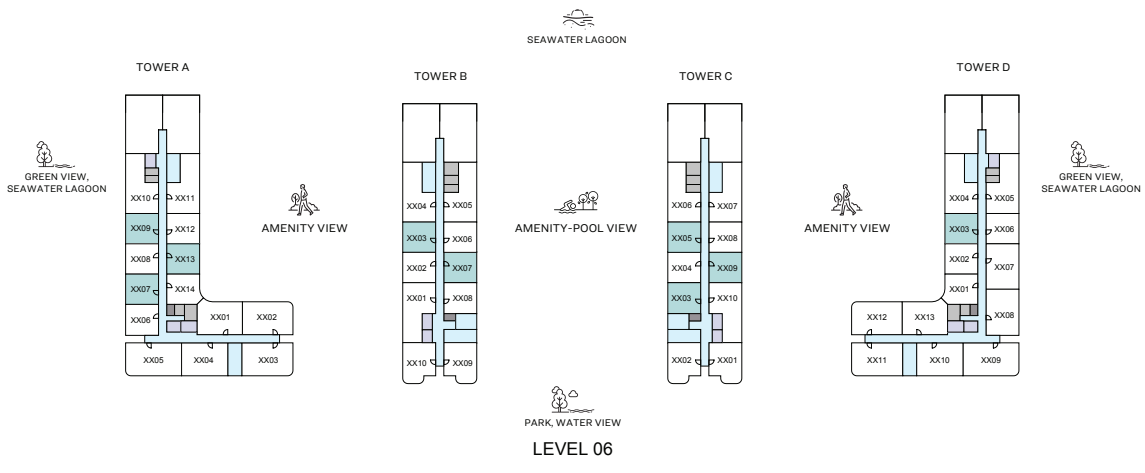 SEAWATER LAGOON
TOWER A
TOWER B
TOWER C
TOWER D
GREEN VIEW,
SEAWATER LAGOON
AMENITY VIEW
AMENITY-POOL VIEW
AMENITY VIEW
GREEN VIEW,
SEAWATER LAGOON
XX10 XX11
XX09 XX12
XX08 XX13
XX07 XX14
XX06 XX01 XX02
XX05 XX04 XX03
XX04 XX05
XX03 XX06
XX02 XX07
XX01 XX08
XX10 XX09
XX06 XX07
XX05 XX08
XX04 XX09
XX03 XX10
XX02 XX01
XX04 XX05
XX03 XX06
XX02 XX07
XX01
XX12 XX13 XX08
XX11 XX10 XX09
PARK, WATER VIEW
LEVEL 06